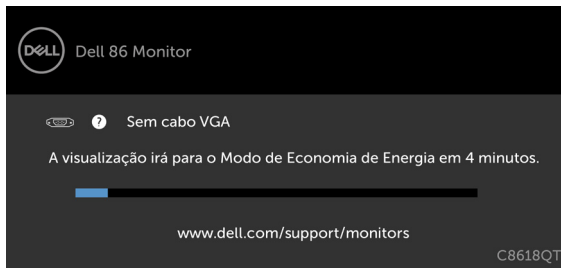 DELL Dell 86 Monitor
? Sem cabo VGA
A visualização irá para o Modo de Economia de Energia em 4 minutos.
www.dell.com/support/monitors
C8618QT